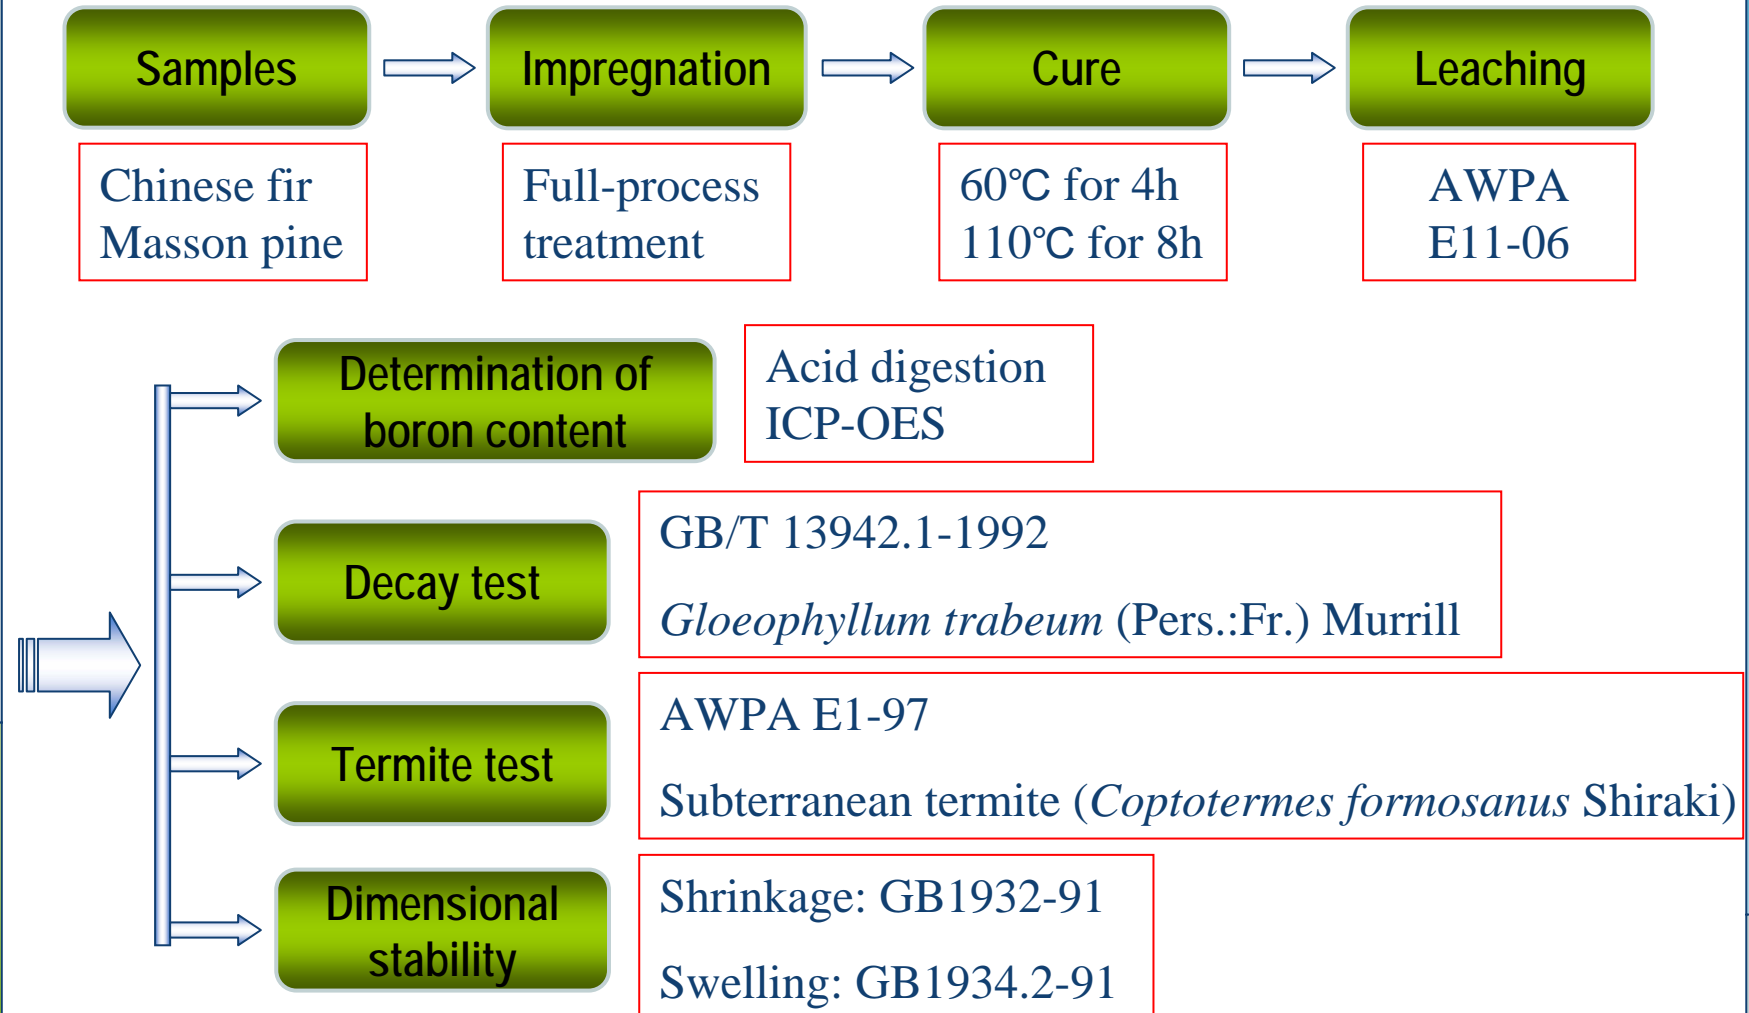 Samples
Impregnation
Cure
Leaching
Chinese fir
Masson pine
Full-process
treatment
60℃ for 4h
110℃ for 8h
AWPA
E11-06
Determination of
boron content
Acid digestion
ICP-OES
Decay test
GB/T 13942.1-1992
Gloeophyllum trabeum (Pers.:Fr.) Murrill
Termite test
AWPA E1-97
Subterranean termite (Coptotermes formosanus Shiraki)
Dimensional
stability
Shrinkage: GB1932-91
Swelling: GB1934.2-91